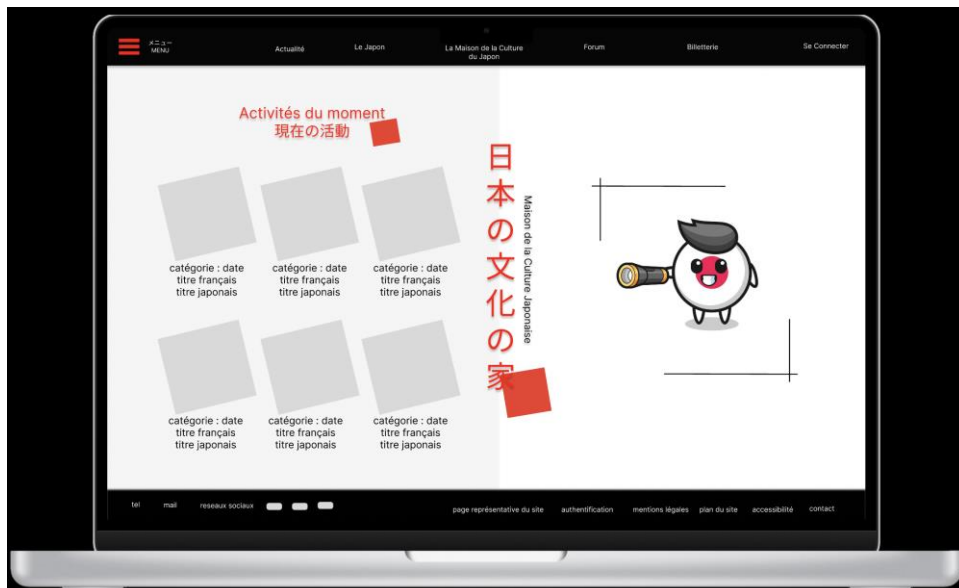 メニュー
MENU
Actualité
Le Japon
La Maison de la Culture
du Japon
Forum
Billetterie
Se Connecter
Activités du moment
現在の活動
catégorie : date
titre français
titre japonais
catégorie : date
titre français
titre japonais
catégorie : date
titre français
titre japonais
catégorie : date
titre français
titre japonais
catégorie : date
titre français
titre japonais
catégorie : date
titre français
titre japonais
日本の文化の家
Maison de la Culture Japonaise
tel
mail
reseaux sociaux
page représentative du site
authentification
mentions légales
plan du site
accessibilité
contact